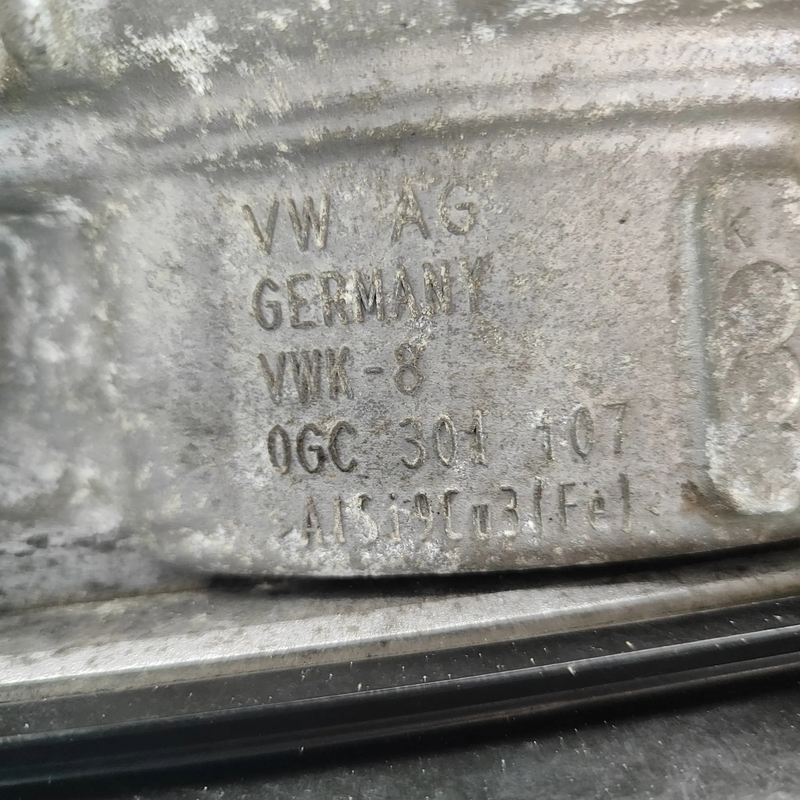 VW AG
GERMANY
VWK-8
0GC 301 107
AlSi9Cu3(Fe)
K